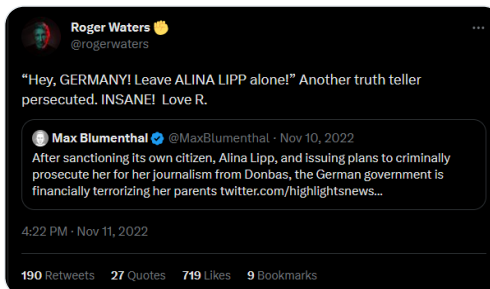 Roger Waters ✊
@rogerwaters
“Hey, GERMANY! Leave ALINA LIPP alone!” Another truth teller
persecuted. INSANE! Love R.
Max Blumenthal @MaxBlumenthal · Nov 10, 2022
After sanctioning its own citizen, Alina Lipp, and issuing plans to criminally
prosecute her for her journalism from Donbas, the German government is
financially terrorizing her parents twitter.com/highlightsnews...
4:22 PM · Nov 11, 2022
190 Retweets 27 Quotes 719 Likes 9 Bookmarks